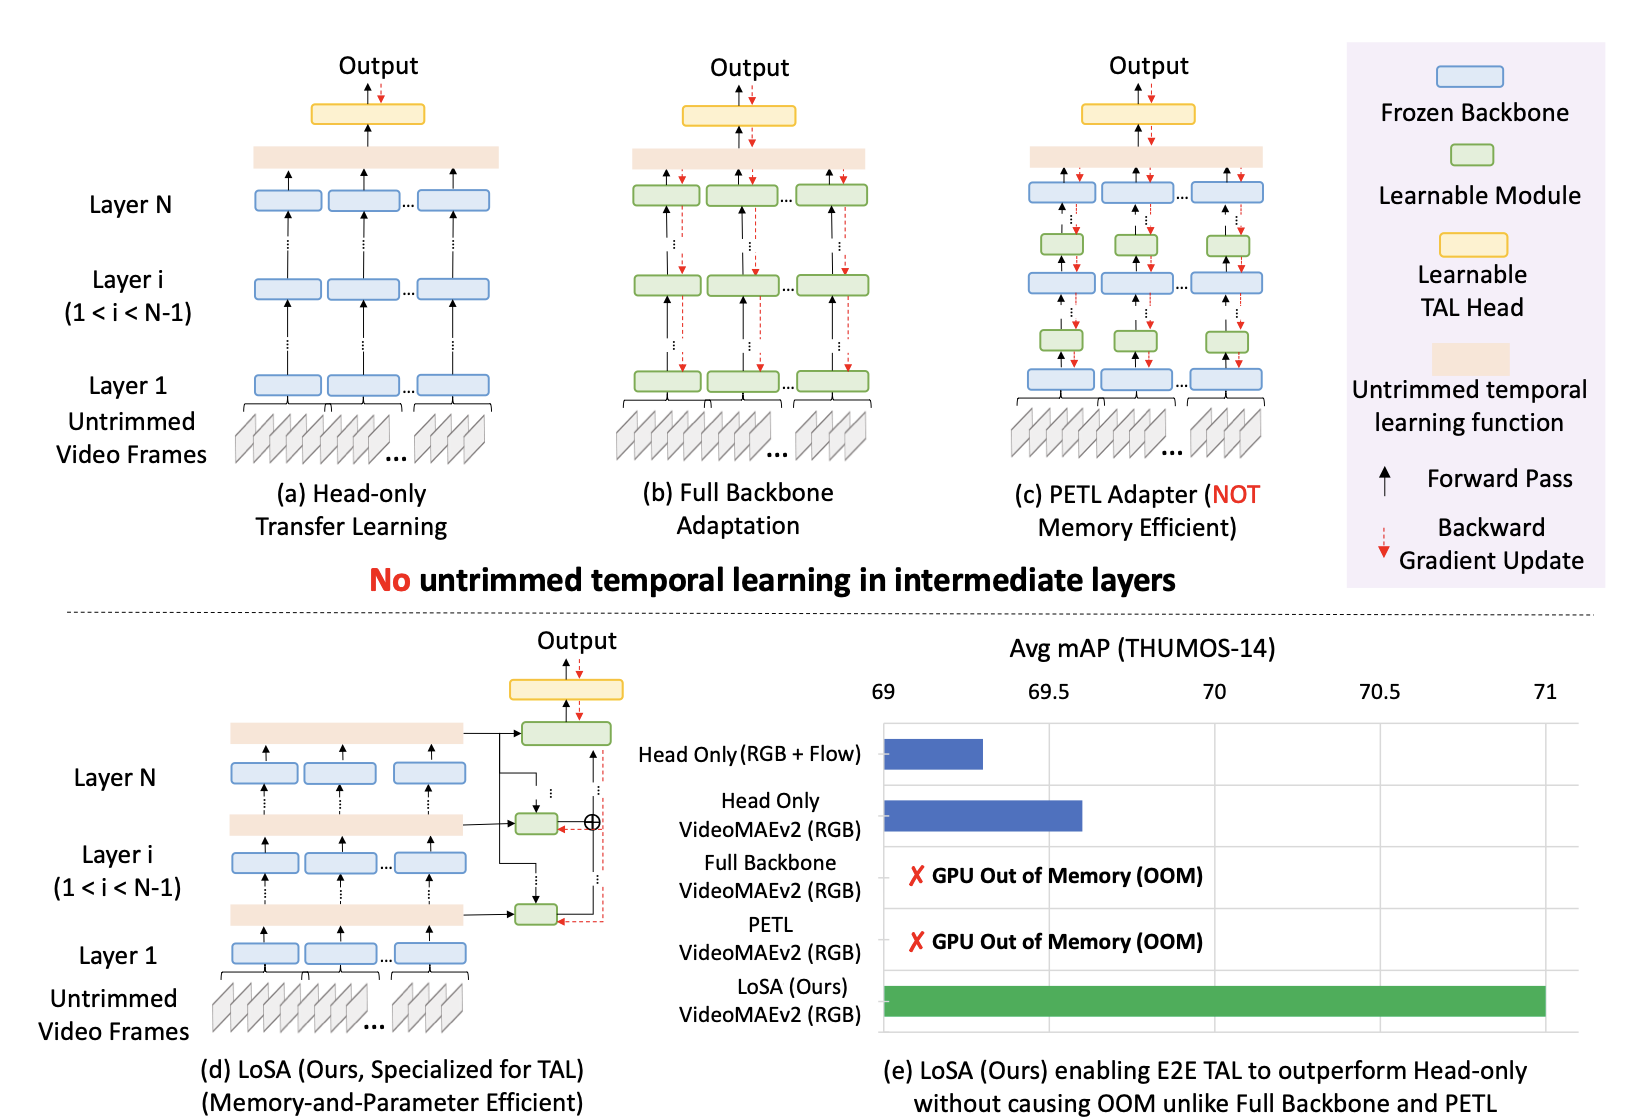 Output
Layer N
Layer i
(1 < i < N-1)
Layer 1
Untrimmed
Video Frames
...
...
...
...
(a) Head-only
Transfer Learning
Output
...
...
...
...
(b) Full Backbone
Adaptation
Output
...
...
...
...
(c) PETL Adapter (NOT
Memory Efficient)
Frozen Backbone
Learnable Module
Learnable
TAL Head
Untrimmed temporal
learning function
Forward Pass
Backward
Gradient Update
No untrimmed temporal learning in intermediate layers
Output
Layer N
Layer i
(1 < i < N-1)
Layer 1
Untrimmed
Video Frames
...
...
...
(d) LoSA (Ours, Specialized for TAL)
(Memory-and-Parameter Efficient)
Avg mAP (THUMOS-14)
69 69.5 70 70.5 71
Head Only (RGB + Flow)
Head Only
VideoMAEv2 (RGB)
Full Backbone
VideoMAEv2 (RGB)
✗ GPU Out of Memory (OOM)
PETL
VideoMAEv2 (RGB)
✗ GPU Out of Memory (OOM)
LoSA (Ours)
VideoMAEv2 (RGB)
(e) LoSA (Ours) enabling E2E TAL to outperform Head-only
without causing OOM unlike Full Backbone and PETL